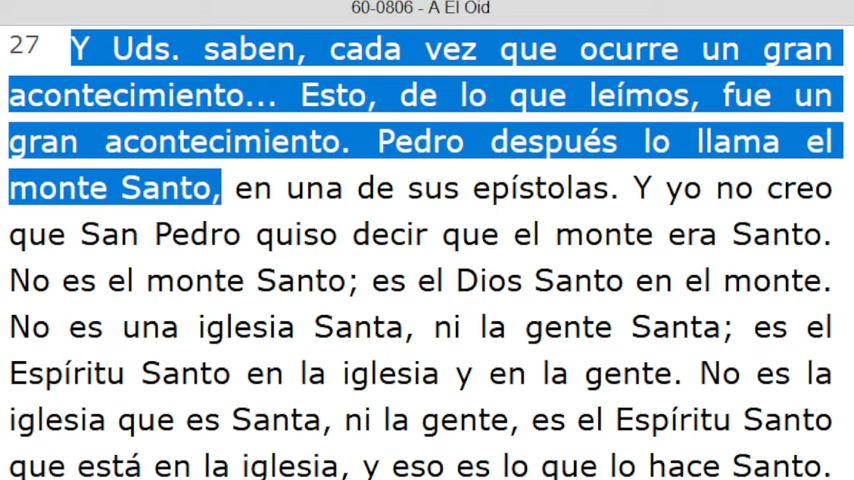 60-0806 - A El Oid
27 Y Uds. saben, cada vez que ocurre un gran
acontecimiento... Esto, de lo que leímos, fue un
gran acontecimiento. Pedro después lo llama el
monte Santo, en una de sus epístolas. Y yo no creo
que San Pedro quiso decir que el monte era Santo.
No es el monte Santo; es el Dios Santo en el monte.
No es una iglesia Santa, ni la gente Santa; es el
Espíritu Santo en la iglesia y en la gente. No es la
iglesia que es Santa, ni la gente, es el Espíritu Santo
que está en la iglesia, y eso es lo que lo hace Santo.